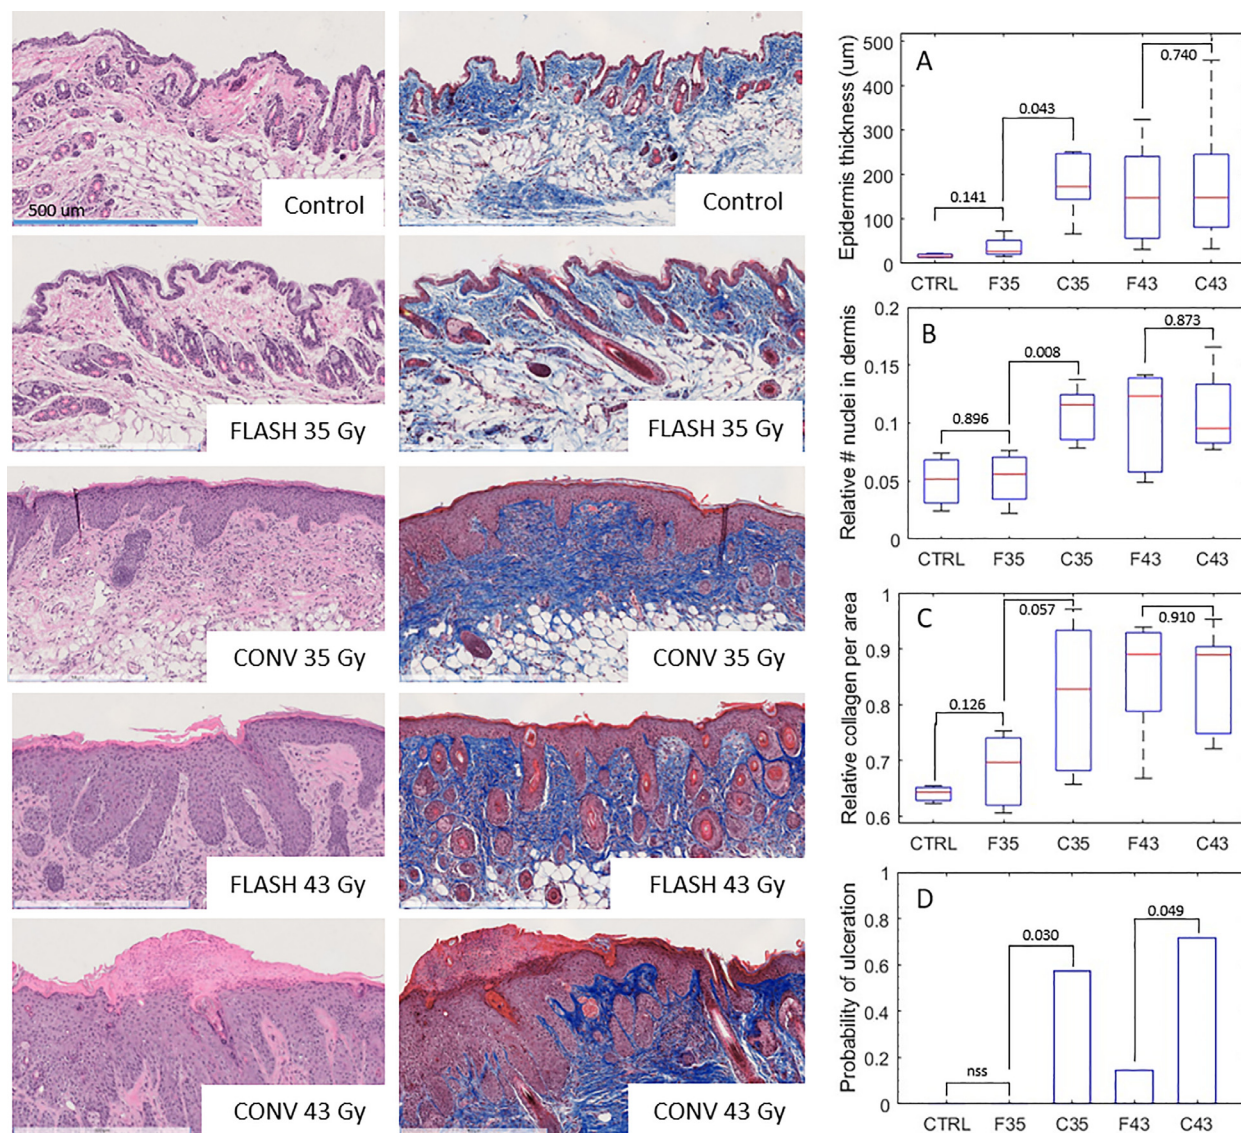 500 um
Control
Control
FLASH 35 Gy
FLASH 35 Gy
CONV 35 Gy
CONV 35 Gy
FLASH 43 Gy
FLASH 43 Gy
CONV 43 Gy
CONV 43 Gy
A
Epidermis thickness (um)
500
400
300
200
100
0
0.141
0.043
0.740
CTRL F35 C35 F43 C43
B
Relative # nuclei in dermis
0.2
0.15
0.1
0.05
0
0.896
0.008
0.873
CTRL F35 C35 F43 C43
C
Relative collagen per area
1
0.9
0.8
0.7
0.6
0.126
0.057
0.910
CTRL F35 C35 F43 C43
D
Probability of ulceration
1
0.8
0.6
0.4
0.2
0
nss
0.030
0.049
CTRL F35 C35 F43 C43